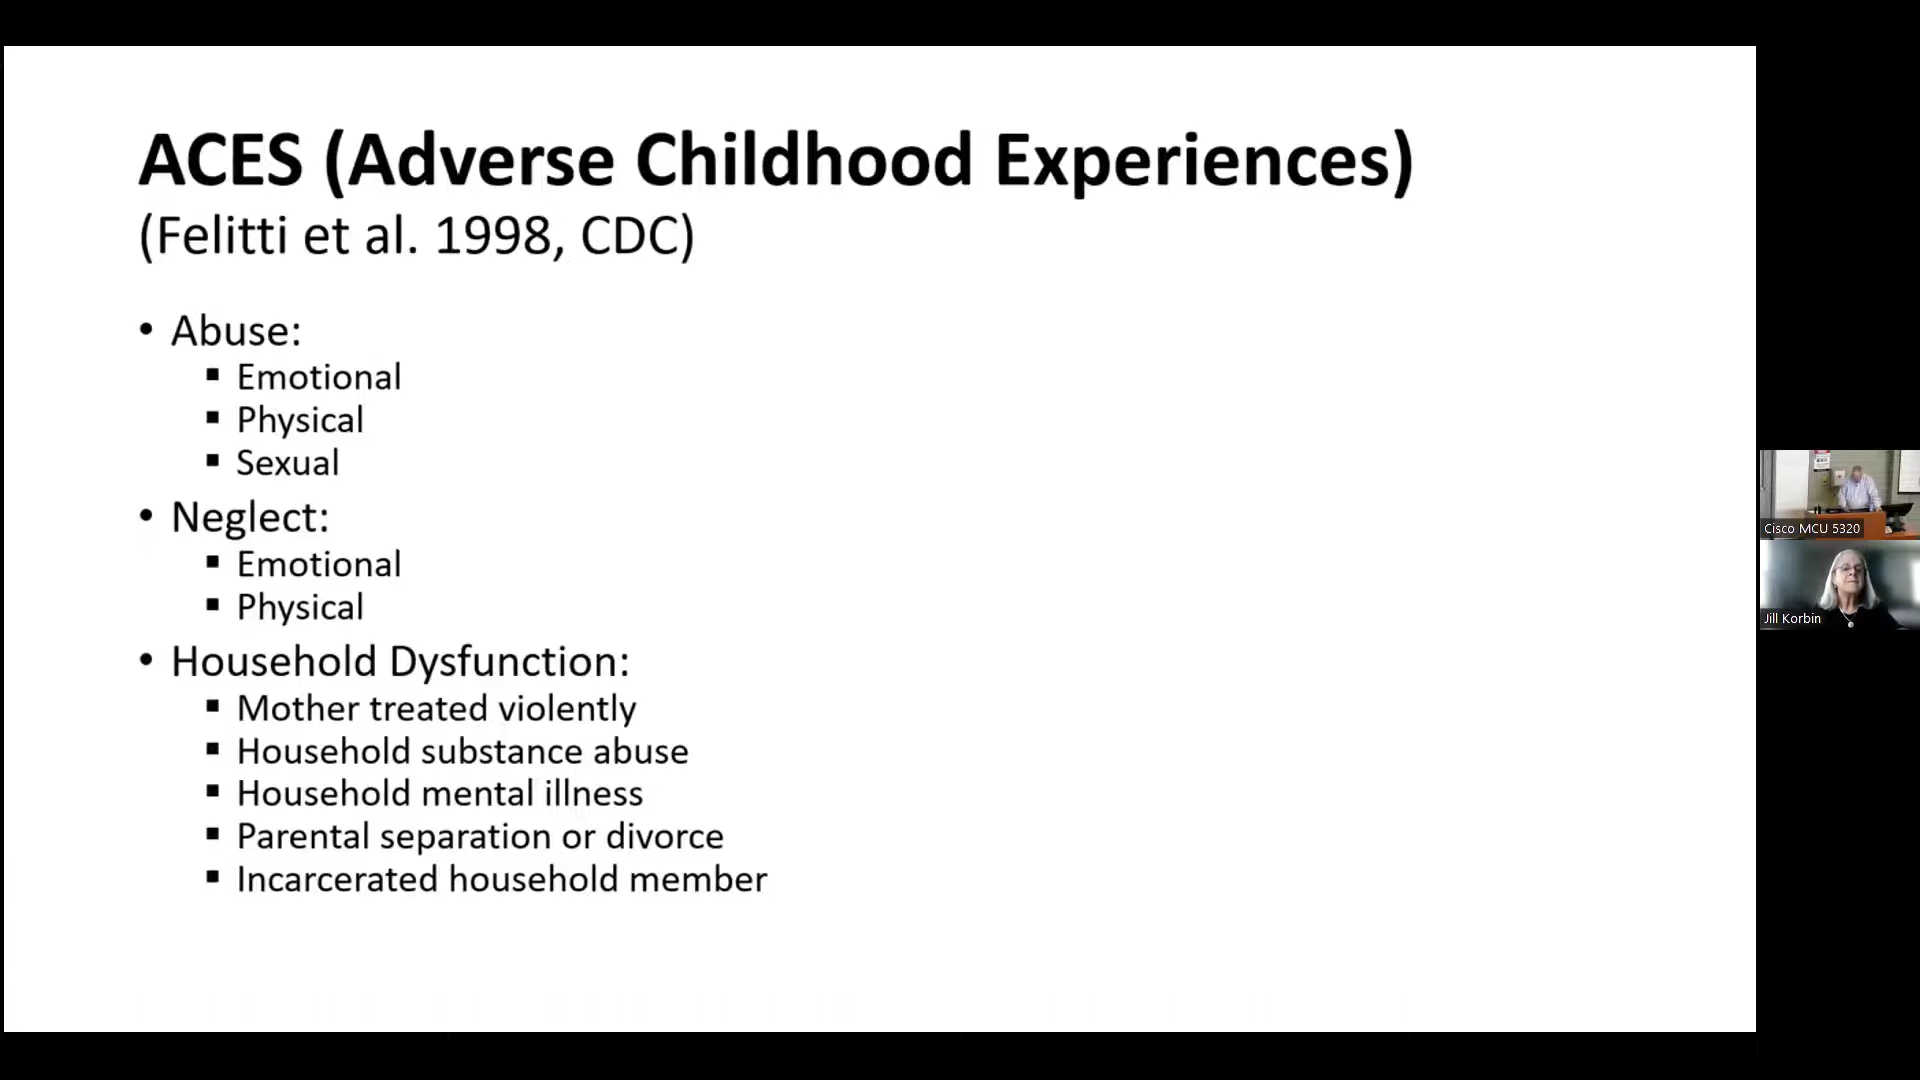 ACES (Adverse Childhood Experiences)
(Felitti et al. 1998, CDC)
• Abuse:
▪ Emotional
▪ Physical
▪ Sexual
• Neglect:
▪ Emotional
▪ Physical
• Household Dysfunction:
▪ Mother treated violently
▪ Household substance abuse
▪ Household mental illness
▪ Parental separation or divorce
▪ Incarcerated household member
Cisco MCU 5320
Jill Korbin